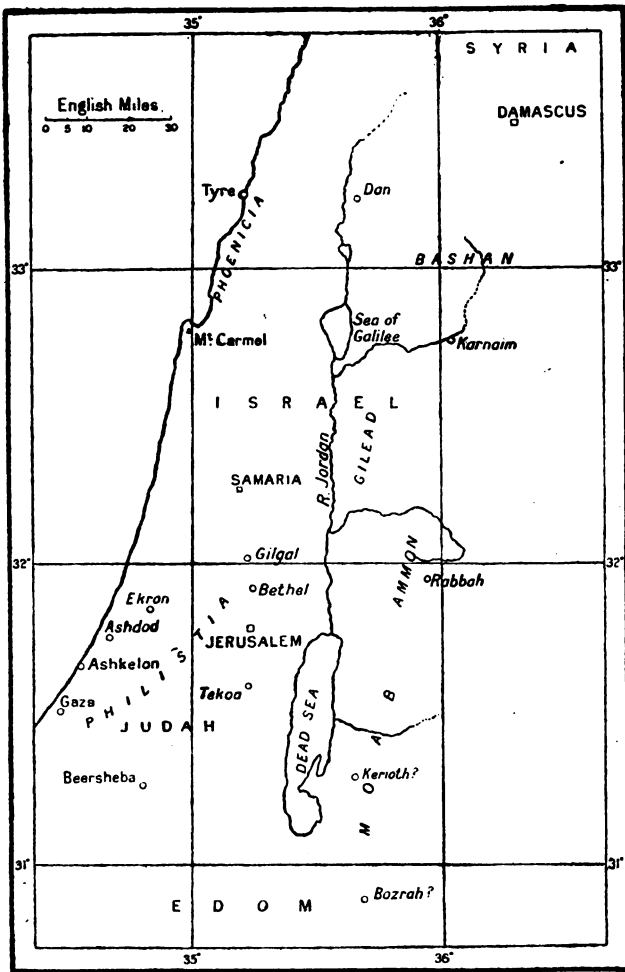 35°
36°
SYRIA
English Miles
0 5 10 20 30
DAMASCUS
Tyre
Dan
PHOENICIA
33°
BASHAN
33°
Sea of
Galilee
Mt. Carmel
Karnaim
ISRAEL
GILEAD
R. Jordan
SAMARIA
32°
Gilgal
32°
AMMON
Rabbah
Bethel
Ekron
Ashdod
JERUSALEM
Ashkelon
PHILISTIA
Tekoa
Gaza
JUDAH
DEAD SEA
MOAB
Kerioth?
Beersheba
31°
31°
EDOM
Bozrah?
35°
36°